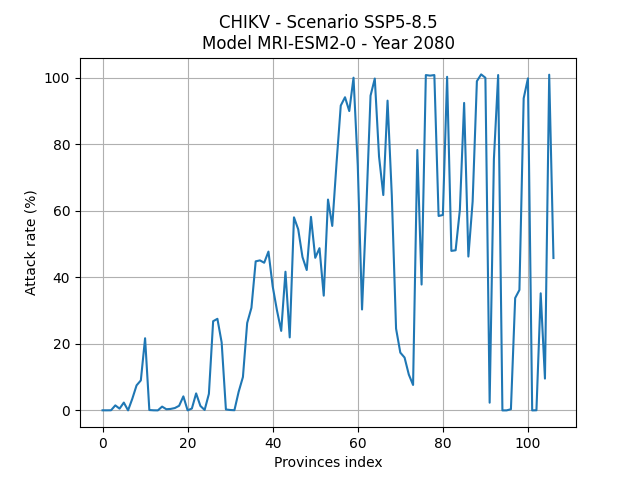 CHIKV - Scenario SSP5-8.5
Model MRI-ESM2-0 - Year 2080
100
80
60
40
20
0
Attack rate (%)
0 20 40 60 80 100
Provinces index